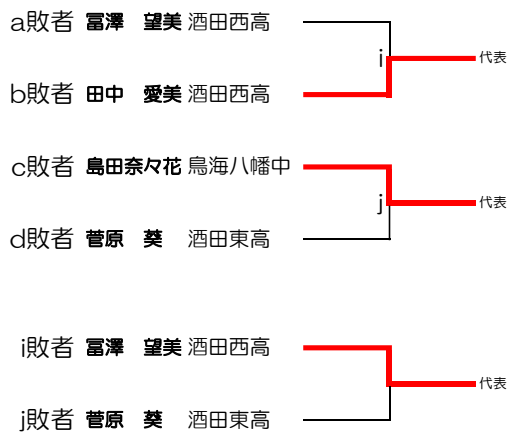 a敗者 冨澤 望美 酒田西高
i 代表
b敗者 田中 愛美 酒田西高
c敗者 島田奈々花 鳥海八幡中
j 代表
d敗者 菅原 葵 酒田東高
i敗者 冨澤 望美 酒田西高
代表
j敗者 菅原 葵 酒田東高